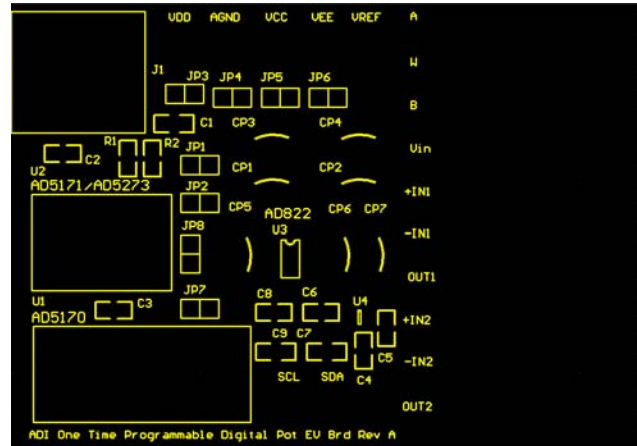 VDD AGND VCC VEE VREF A
W
J1 JP3 JP4 JP5 JP6
B
C1 CP3 CP4
R1 R2 Vin
C2 JP1
U2 CP1 CP2
AD5171/AD5273 JP2 +IN1
CP5 AD822 CP6 CP7
JP8 U3 -IN1
OUT1
U1 C3 JP7 C8 C6 U4
AD5170 +IN2
C9 C7 C5 -IN2
SCL SDA C4
OUT2
ADI One Time Programmable Digital Pot EV Brd Rev A